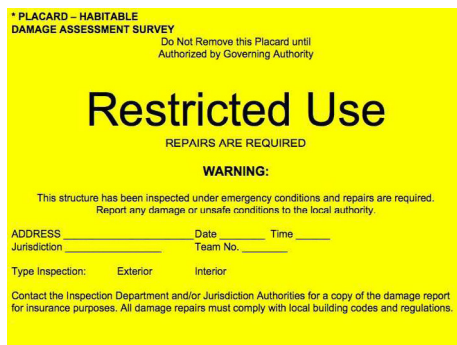 * PLACARD – HABITABLE
DAMAGE ASSESSMENT SURVEY
Do Not Remove this Placard until
Authorized by Governing Authority
Restricted Use
REPAIRS ARE REQUIRED
WARNING:
This structure has been inspected under emergency conditions and repairs are required.
Report any damage or unsafe conditions to the local authority.
ADDRESS ________________________ Date ________ Time ______
Jurisdiction __________________ Team No. ________
Type Inspection: Exterior Interior
Contact the Inspection Department and/or Jurisdiction Authorities for a copy of the damage report
for insurance purposes. All damage repairs must comply with local building codes and regulations.